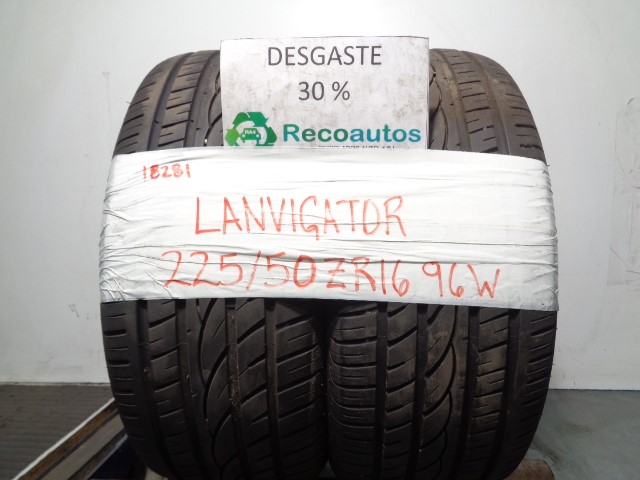 DESGASTE
30 %
Recoautos
18281
LANVIGATOR
225/50ZR16 96W